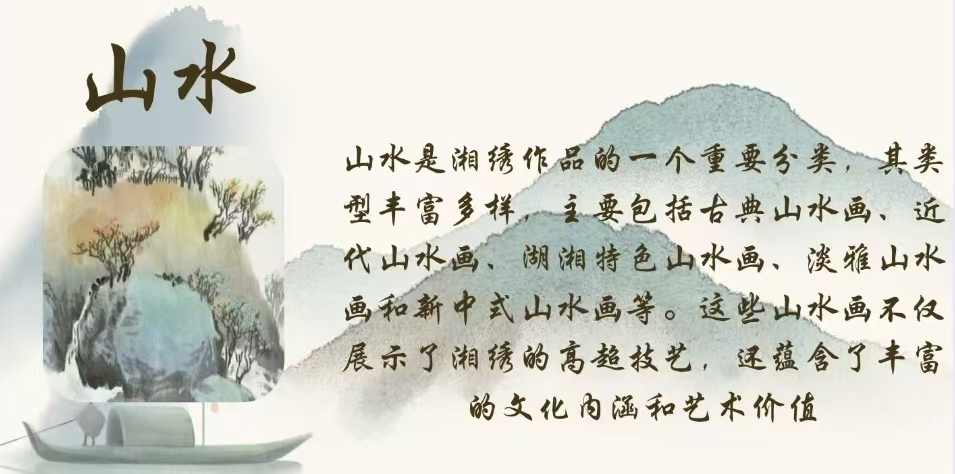 山水
山水是湘绣作品的一个重要分类，其类
型丰富多样，主要包括古典山水画、近
代山水画、湖湘特色山水画、淡雅山水
画和新中式山水画等。这些山水画不仅
展示了湘绣的高超技艺，还蕴含了丰富
的文化内涵和艺术价值